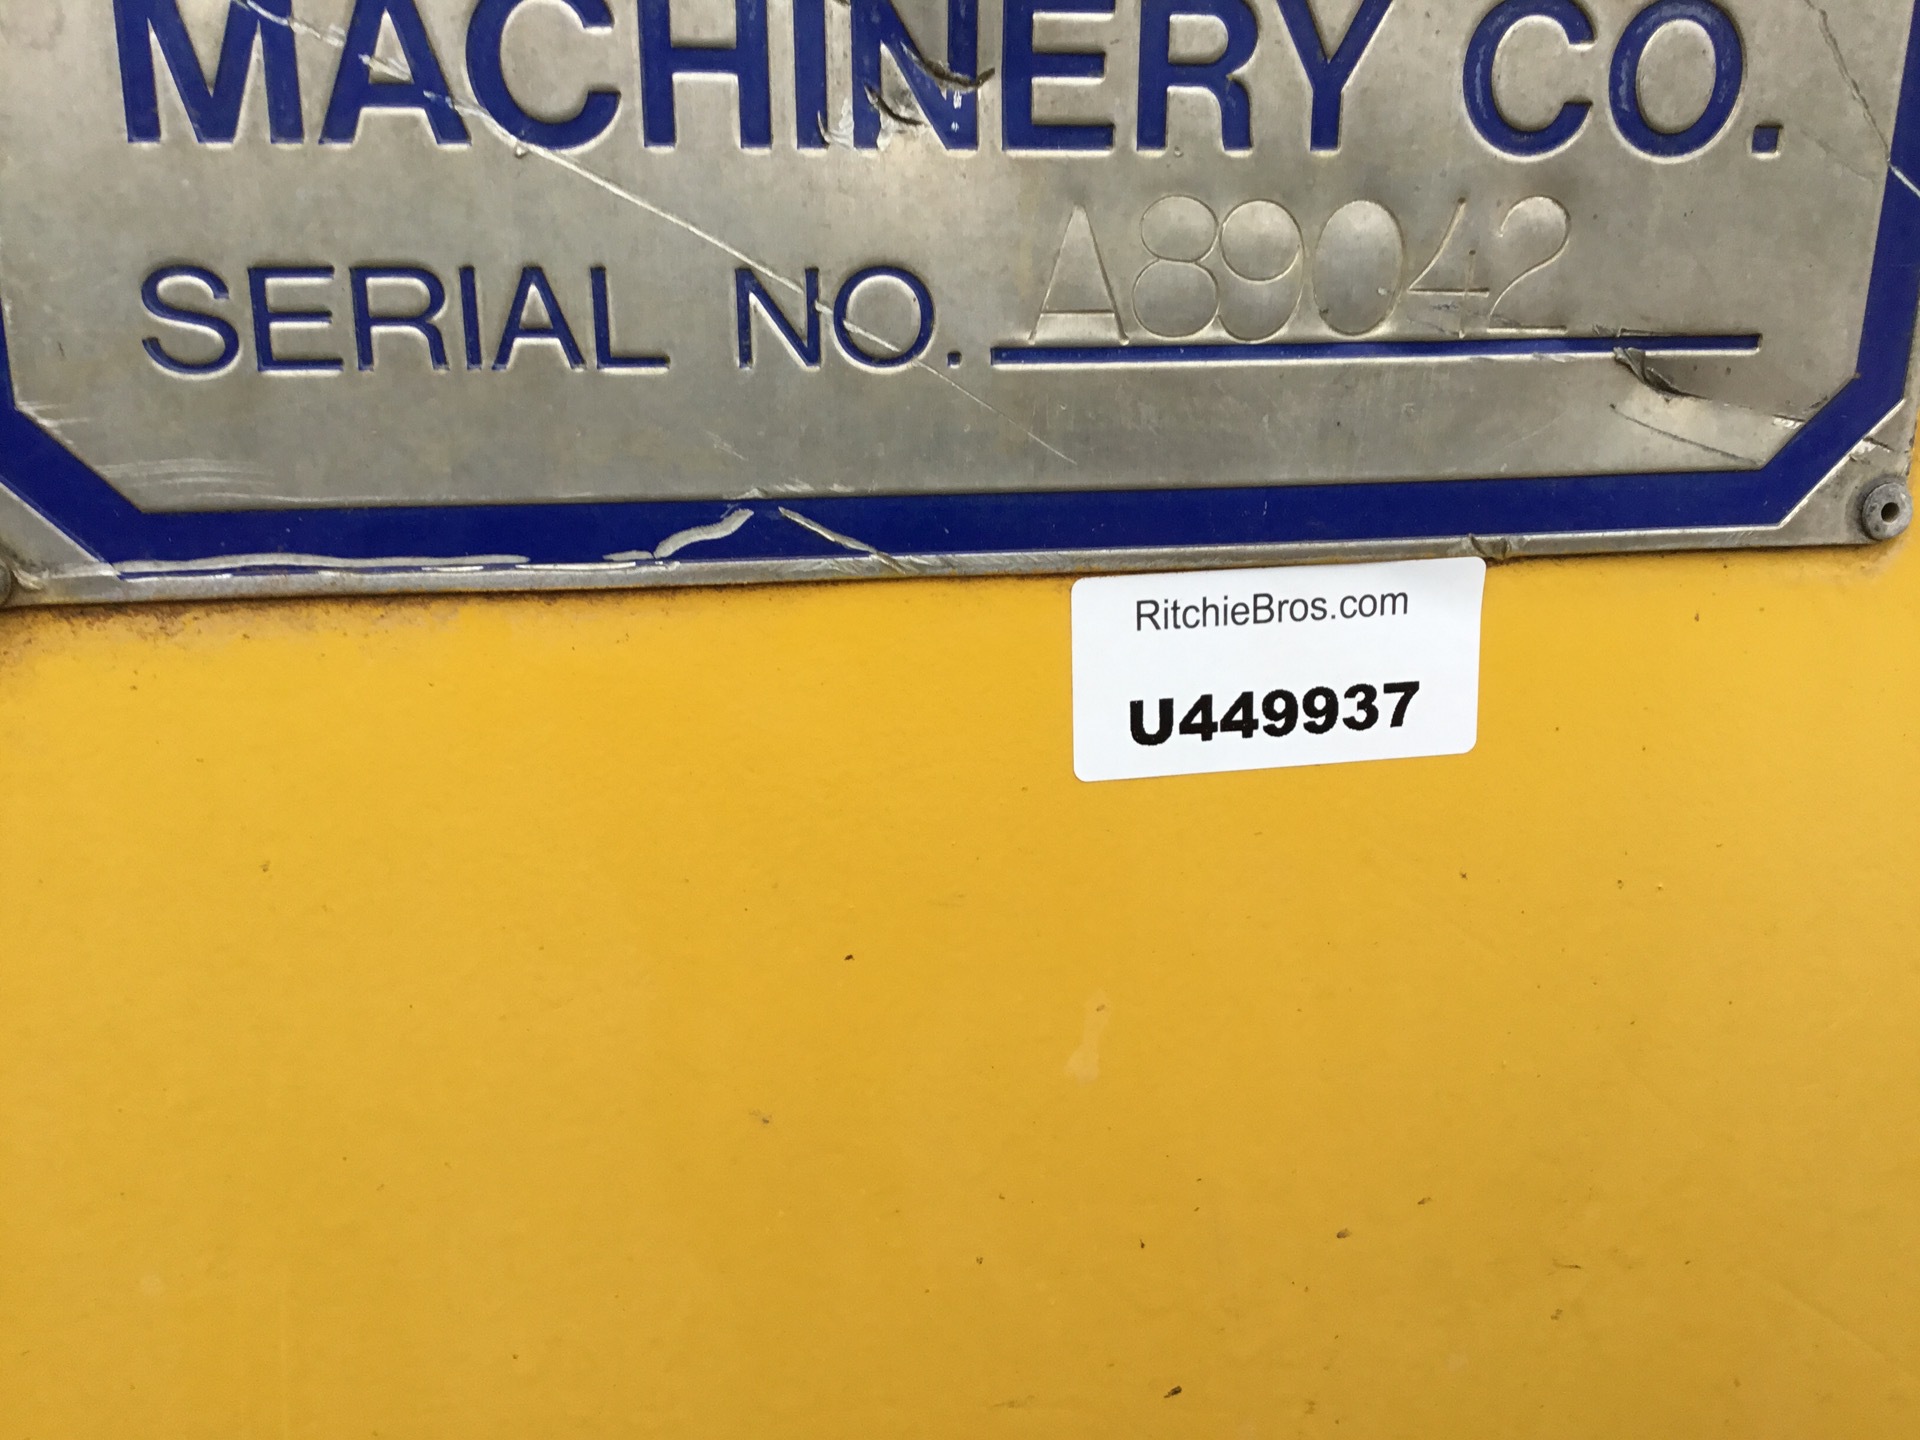 MACHINERY CO.
SERIAL NO. A89042
RitchieBros.com
U449937